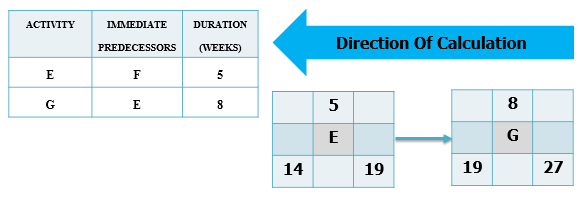 ACTIVITY IMMEDIATE PREDECESSORS DURATION (WEEKS)
E F 5
G E 8
Direction Of Calculation
5
E
14 19
8
G
19 27